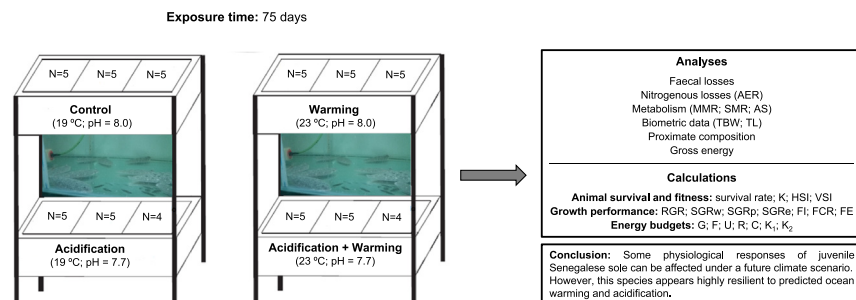 Exposure time: 75 days
N=5 N=5 N=5
Control
(19 ºC; pH = 8.0)
N=5 N=5 N=4
Acidification
(19 ºC; pH = 7.7)
N=5 N=5 N=5
Warming
(23 ºC; pH = 8.0)
N=5 N=5 N=4
Acidification + Warming
(23 ºC; pH = 7.7)
Analyses
Faecal losses
Nitrogenous losses (AER)
Metabolism (MMR; SMR; AS)
Biometric data (TBW; TL)
Proximate composition
Gross energy
Calculations
Animal survival and fitness: survival rate; K; HSI; VSI
Growth performance: RGR; SGRw; SGRp; SGRe; FI; FCR; FE
Energy budgets: G; F; U; R; C; K₁; K₂
Conclusion: Some physiological responses of juvenile
Senegalese sole can be affected under a future climate scenario.
However, this species appears highly resilient to predicted ocean
warming and acidification.